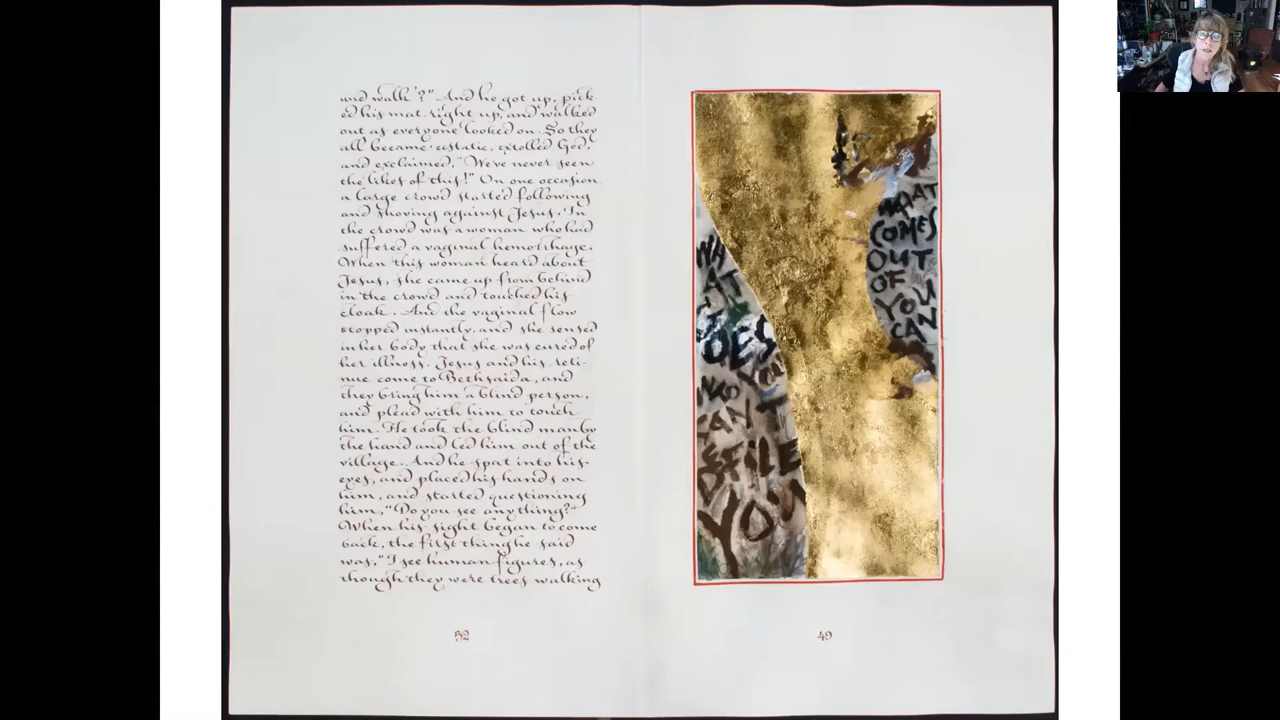 and walk'?" And he got up, pick
ed his mat right up, and walked
out as everyone looked on. So they
all became ecstatic, extolled God,
and exclaimed, "We've never seen
the likes of this!" On one occasion
a large crowd started following
and shoving against Jesus. In
the crowd was a woman who had
suffered a vaginal hemorrhage.
When this woman heard about
Jesus, she came up from behind
in the crowd and touched his
cloak. And the vaginal flow
stopped instantly, and she sensed
in her body that she was cured of
her illness. Jesus and his reti-
nue come to Bethsaida, and
they bring him a blind person,
and plead with him to touch
him. He took the blind man by
the hand and led him out of the
village. And he spat into his
eyes, and placed his hands on
him, and started questioning
him, "Do you see anything?"
When his sight began to come
back, the first thing he said
was, "I see human figures, as
though they were trees walking
52
WH
AT
OES
YOU
CAN T
DEFILE
YOU
WHAT
COMES
OUT
OF
YOU
CAN
49